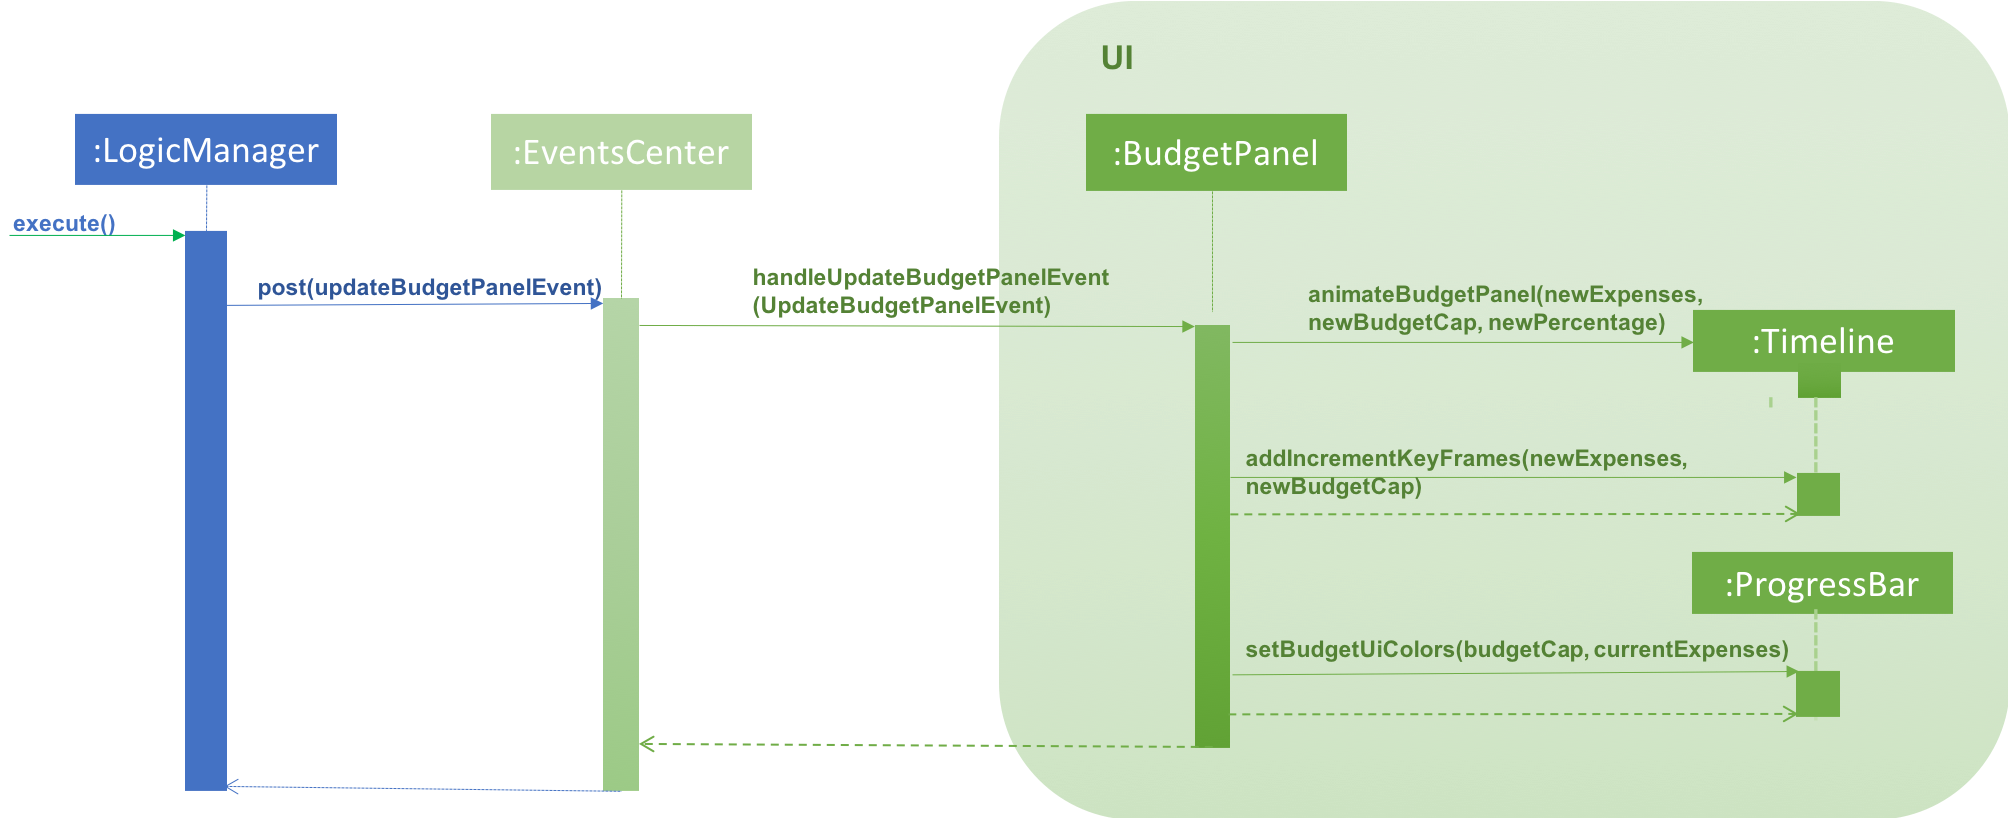 UI
:LogicManager
:EventsCenter
:BudgetPanel
execute()
post(updateBudgetPanelEvent)
handleUpdateBudgetPanelEvent
(UpdateBudgetPanelEvent)
animateBudgetPanel(newExpenses,
newBudgetCap, newPercentage)
:Timeline
addIncrementKeyFrames(newExpenses,
newBudgetCap)
:ProgressBar
setBudgetUiColors(budgetCap, currentExpenses)